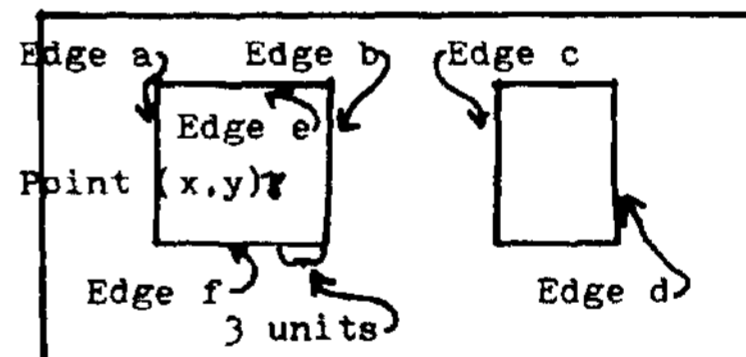 Edge a Edge b Edge c
Edge e
Point (x,y)
Edge f Edge d
3 units